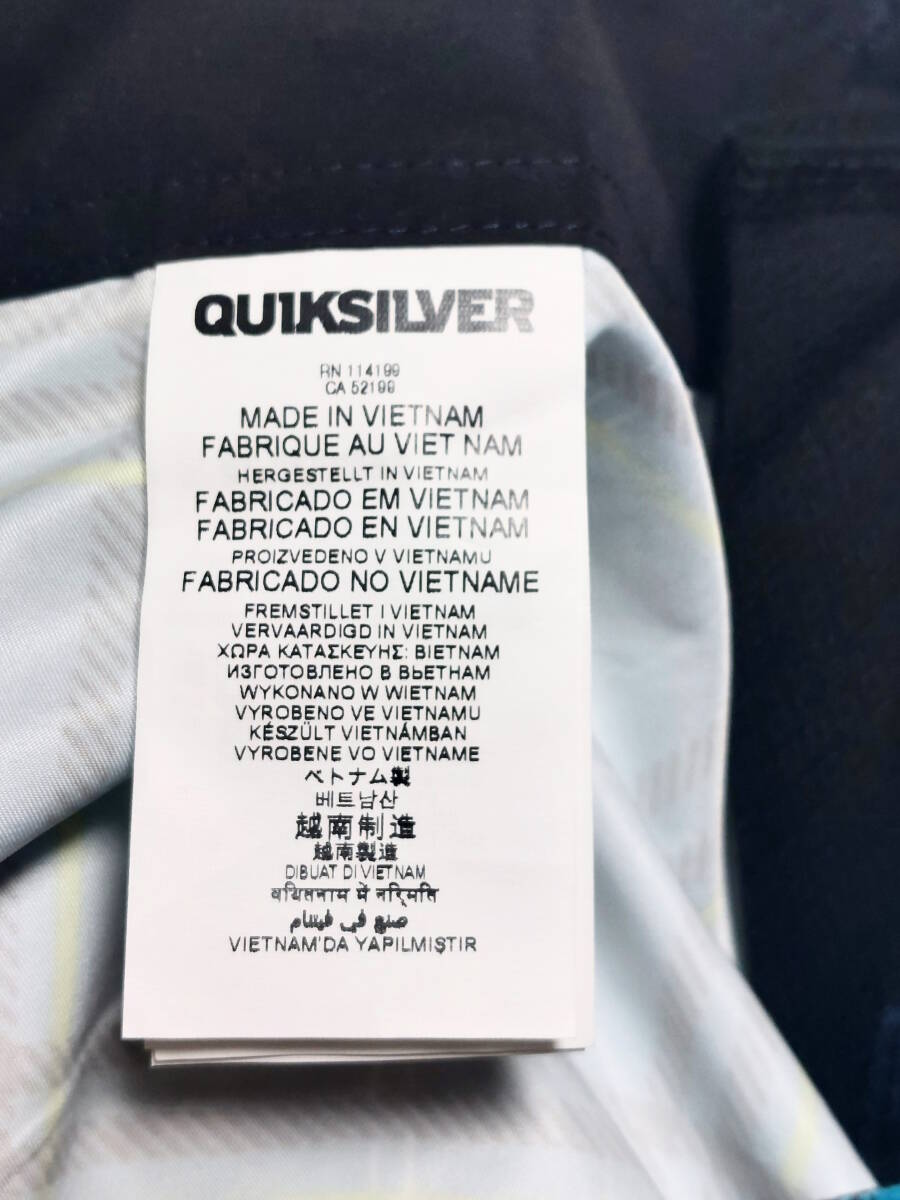 QUIKSILVER
RN 114199
CA 52199
MADE IN VIETNAM
FABRIQUE AU VIET NAM
HERGESTELLT IN VIETNAM
FABRICADO EM VIETNAM
FABRICADO EN VIETNAM
PROIZVEDENO V VIETNAMU
FABRICADO NO VIETNAME
FREMSTILLET I VIETNAM
VERVAARDIGD IN VIETNAM
ΧΩΡΑ ΚΑΤΑΣΚΕΥΗΣ: ΒΙΕΤΝΑΜ
ИЗГОТОВЛЕНО В ВЬЕТНАМ
WYKONANO W WIETNAM
VYROBENO VE VIETNAMU
KÉSZÜLT VIETNÁMBAN
VYROBENE VO VIETNAME
ベトナム製
베트남산
越南制造
越南製造
DIBUAT DI VIETNAM
में
صنع في فيتنام
VIETNAM'DA YAPILMIŞTIR